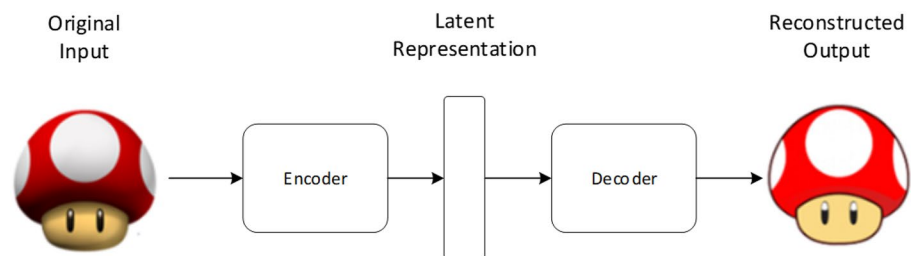 Original
Input
Latent
Representation
Reconstructed
Output
Encoder
Decoder